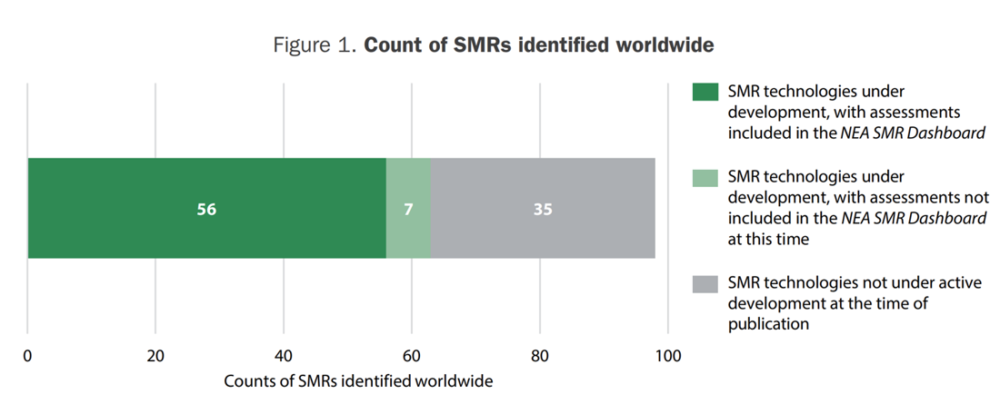 Figure 1. Count of SMRs identified worldwide
SMR technologies under
development, with assessments
included in the NEA SMR Dashboard
SMR technologies under
development, with assessments not
included in the NEA SMR Dashboard
at this time
SMR technologies not under active
development at the time of
publication
56 7 35
0 20 40 60 80 100
Counts of SMRs identified worldwide